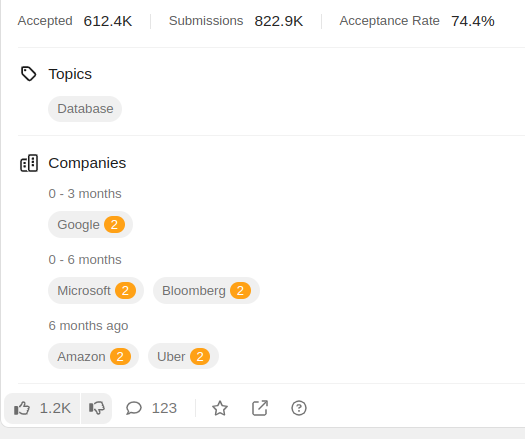 Accepted 612.4K Submissions 822.9K Acceptance Rate 74.4%
Topics
Database
Companies
0 - 3 months
Google 2
0 - 6 months
Microsoft 2 Bloomberg 2
6 months ago
Amazon 2 Uber 2
1.2K 123 ?